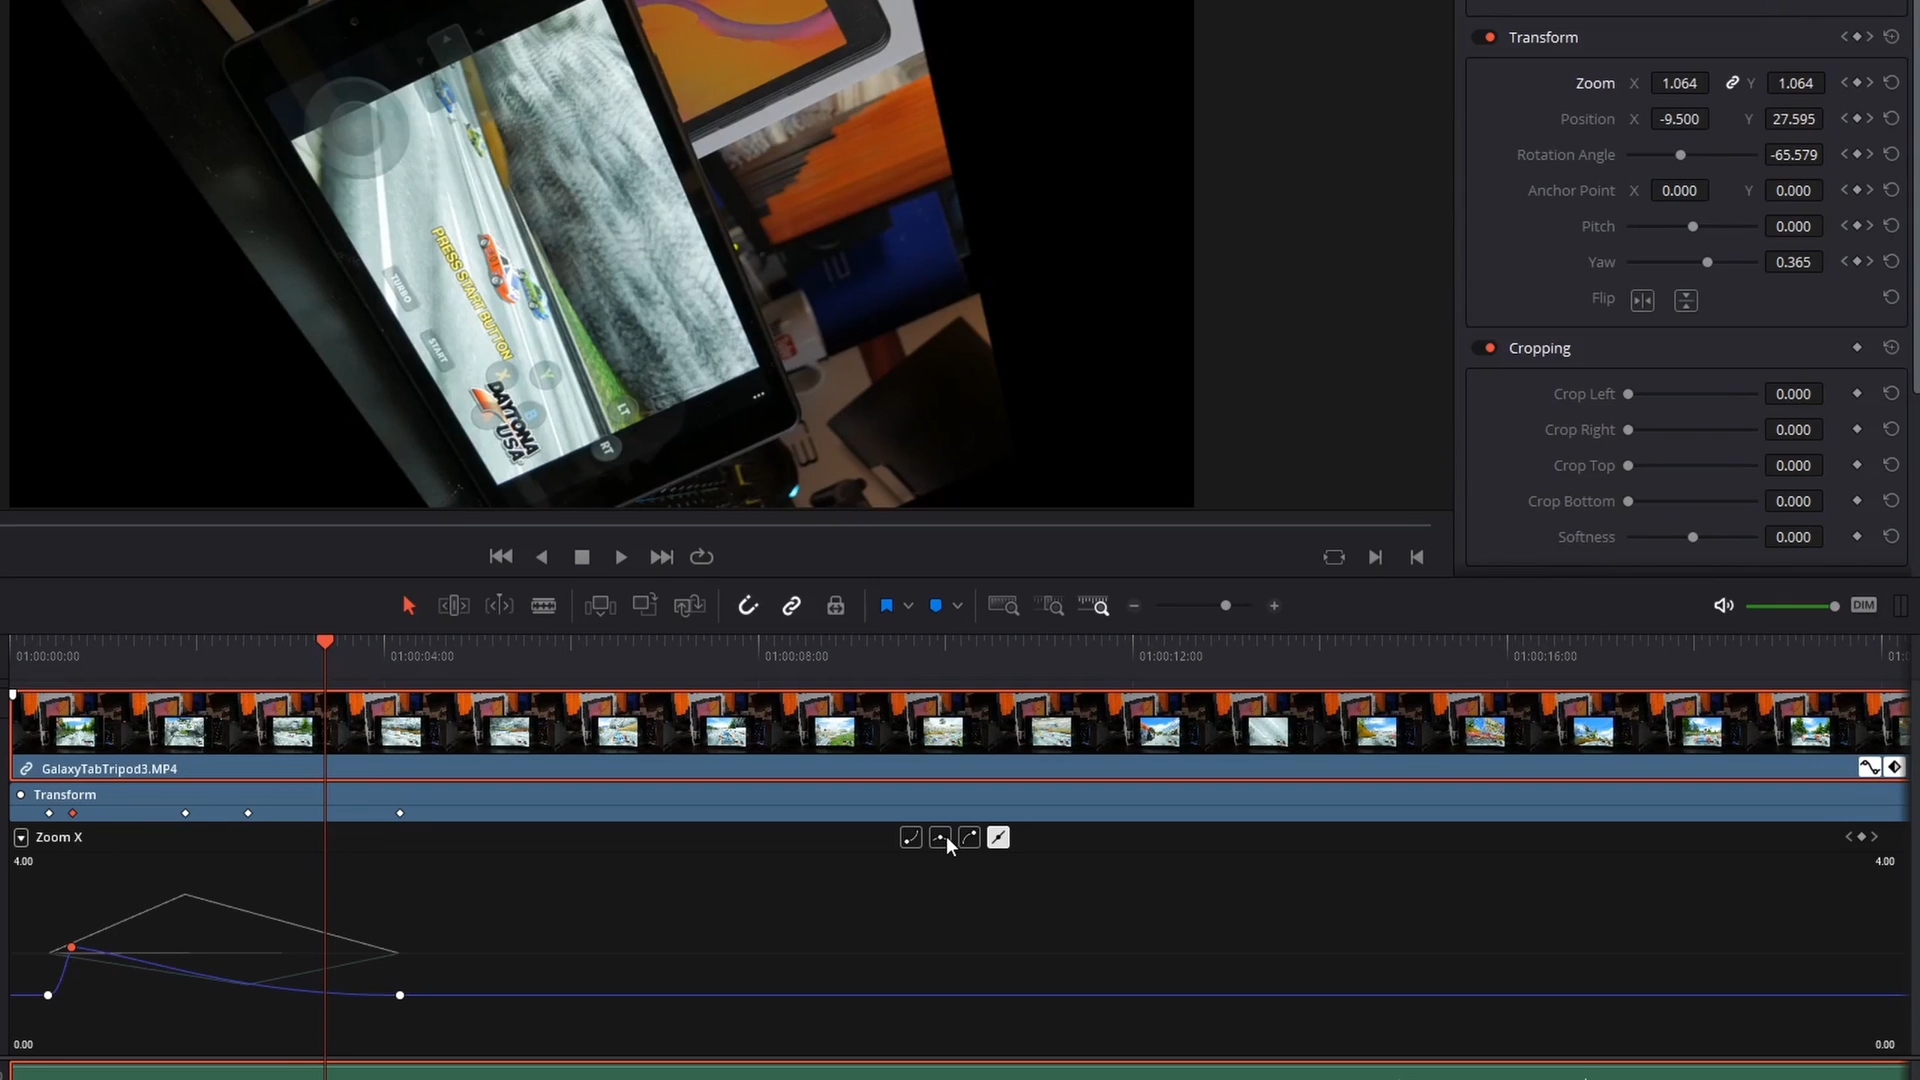 Transform
Zoom X 1.064 Y 1.064
Position X -9.500 Y 27.595
Rotation Angle -65.579
Anchor Point X 0.000 Y 0.000
Pitch 0.000
Yaw 0.365
Flip
Cropping
Crop Left 0.000
Crop Right 0.000
Crop Top 0.000
Crop Bottom 0.000
Softness 0.000
TURBO
START
PRESS START BUTTON
X
Y
B
LT
RT
DAYTONA
USA
DIM
01:00:00:00
01:00:04:00
01:00:08:00
01:00:12:00
01:00:16:00
GalaxyTabTripod3.MP4
Transform
Zoom X
4.00
4.00
0.00
0.00